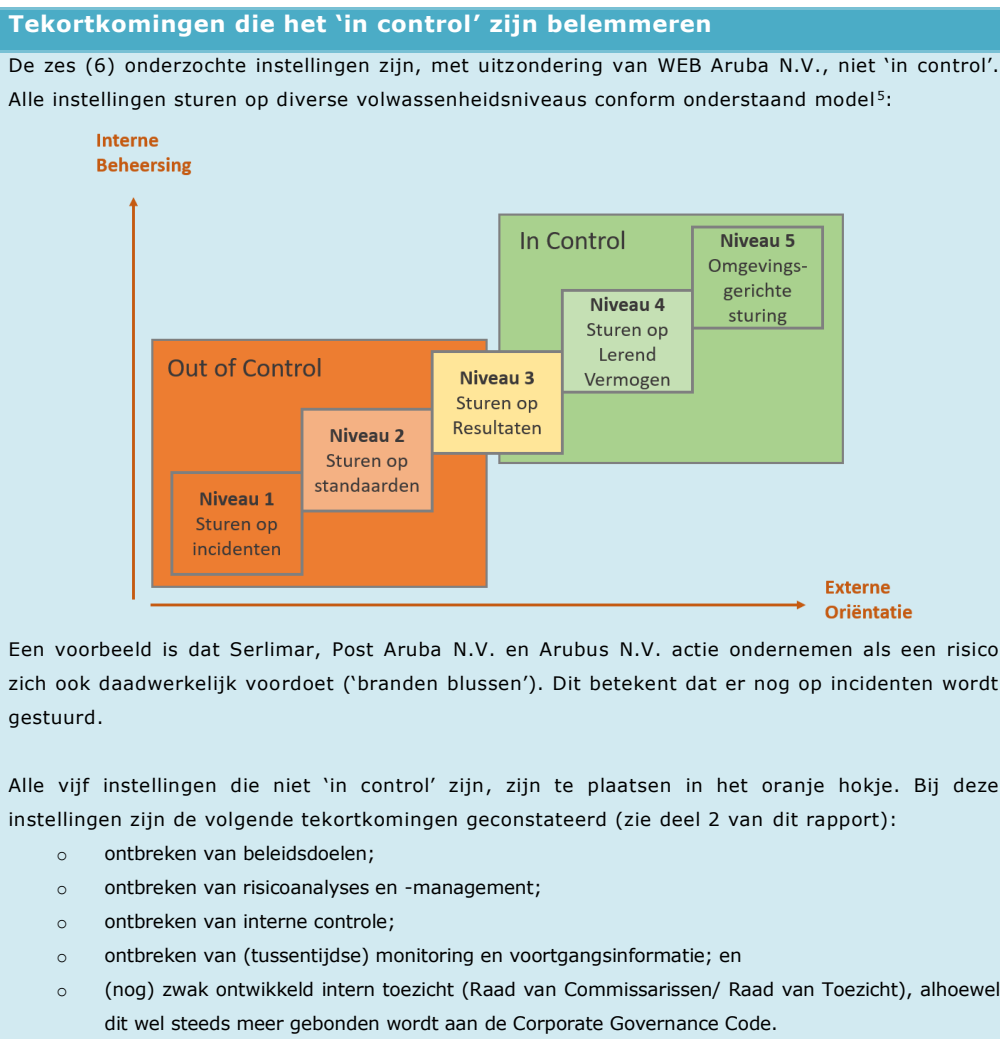 Tekortkomingen die het ‘in control’ zijn belemmeren
De zes (6) onderzochte instellingen zijn, met uitzondering van WEB Aruba N.V., niet ‘in control’.
Alle instellingen sturen op diverse volwassenheidsniveaus conform onderstaand model⁵:
Interne
Beheersing
In Control
Niveau 5
Omgevings-
gerichte
sturing
Niveau 4
Sturen op
Lerend
Vermogen
Out of Control
Niveau 3
Sturen op
Resultaten
Niveau 2
Sturen op
standaarden
Niveau 1
Sturen op
incidenten
Externe
Oriëntatie
Een voorbeeld is dat Serlimar, Post Aruba N.V. en Arubus N.V. actie ondernemen als een risico
zich ook daadwerkelijk voordoet (‘branden blussen’). Dit betekent dat er nog op incidenten wordt
gestuurd.
Alle vijf instellingen die niet ‘in control’ zijn, zijn te plaatsen in het oranje hokje. Bij deze
instellingen zijn de volgende tekortkomingen geconstateerd (zie deel 2 van dit rapport):
o ontbreken van beleidsdoelen;
o ontbreken van risicoanalyses en -management;
o ontbreken van interne controle;
o ontbreken van (tussentijdse) monitoring en voortgangsinformatie; en
o (nog) zwak ontwikkeld intern toezicht (Raad van Commissarissen/ Raad van Toezicht), alhoewel
dit wel steeds meer gebonden wordt aan de Corporate Governance Code.